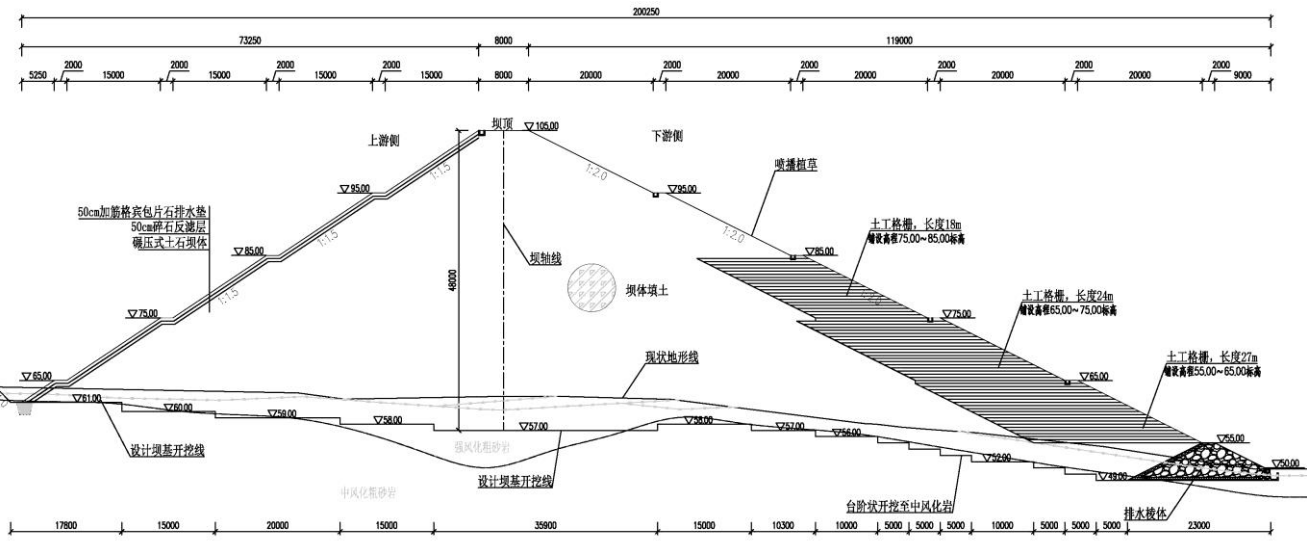 200250
73250 8000 119000
5250 2000 15000 2000 15000 2000 15000 2000 15000 8000 20000 2000 20000 2000 20000 2000 20000 2000 20000 2000 9000
坝顶 ▽105.00
上游侧
下游侧
1:1.5
1:2.0
喷播植草
▽95.00
▽95.00
50cm加筋格宾包片石排水垫
50cm碎石反滤层
碾压式土石坝体
土工格栅，长度18m
铺设高程75.00~85.00标高
1:1.5
1:2.0
▽85.00
▽85.00
坝轴线
48000
坝体填土
1:1.5
1:2.0
土工格栅，长度24m
铺设高程65.00~75.00标高
▽75.00
▽75.00
现状地形线
土工格栅，长度27m
铺设高程55.00~65.00标高
▽65.00
▽65.00
▽61.00
▽60.00
▽59.00
▽58.00
▽57.00
▽58.00
▽57.00
▽56.00
▽55.00
▽52.00
▽50.00
▽49.00
设计坝基开挖线
强风化粗砂岩
设计坝基开挖线
中风化粗砂岩
台阶状开挖至中风化岩
排水棱体
17800 15000 20000 15000 35900 15000 10300 10000 5000 5000 5000 10000 5000 5000 5000 23000